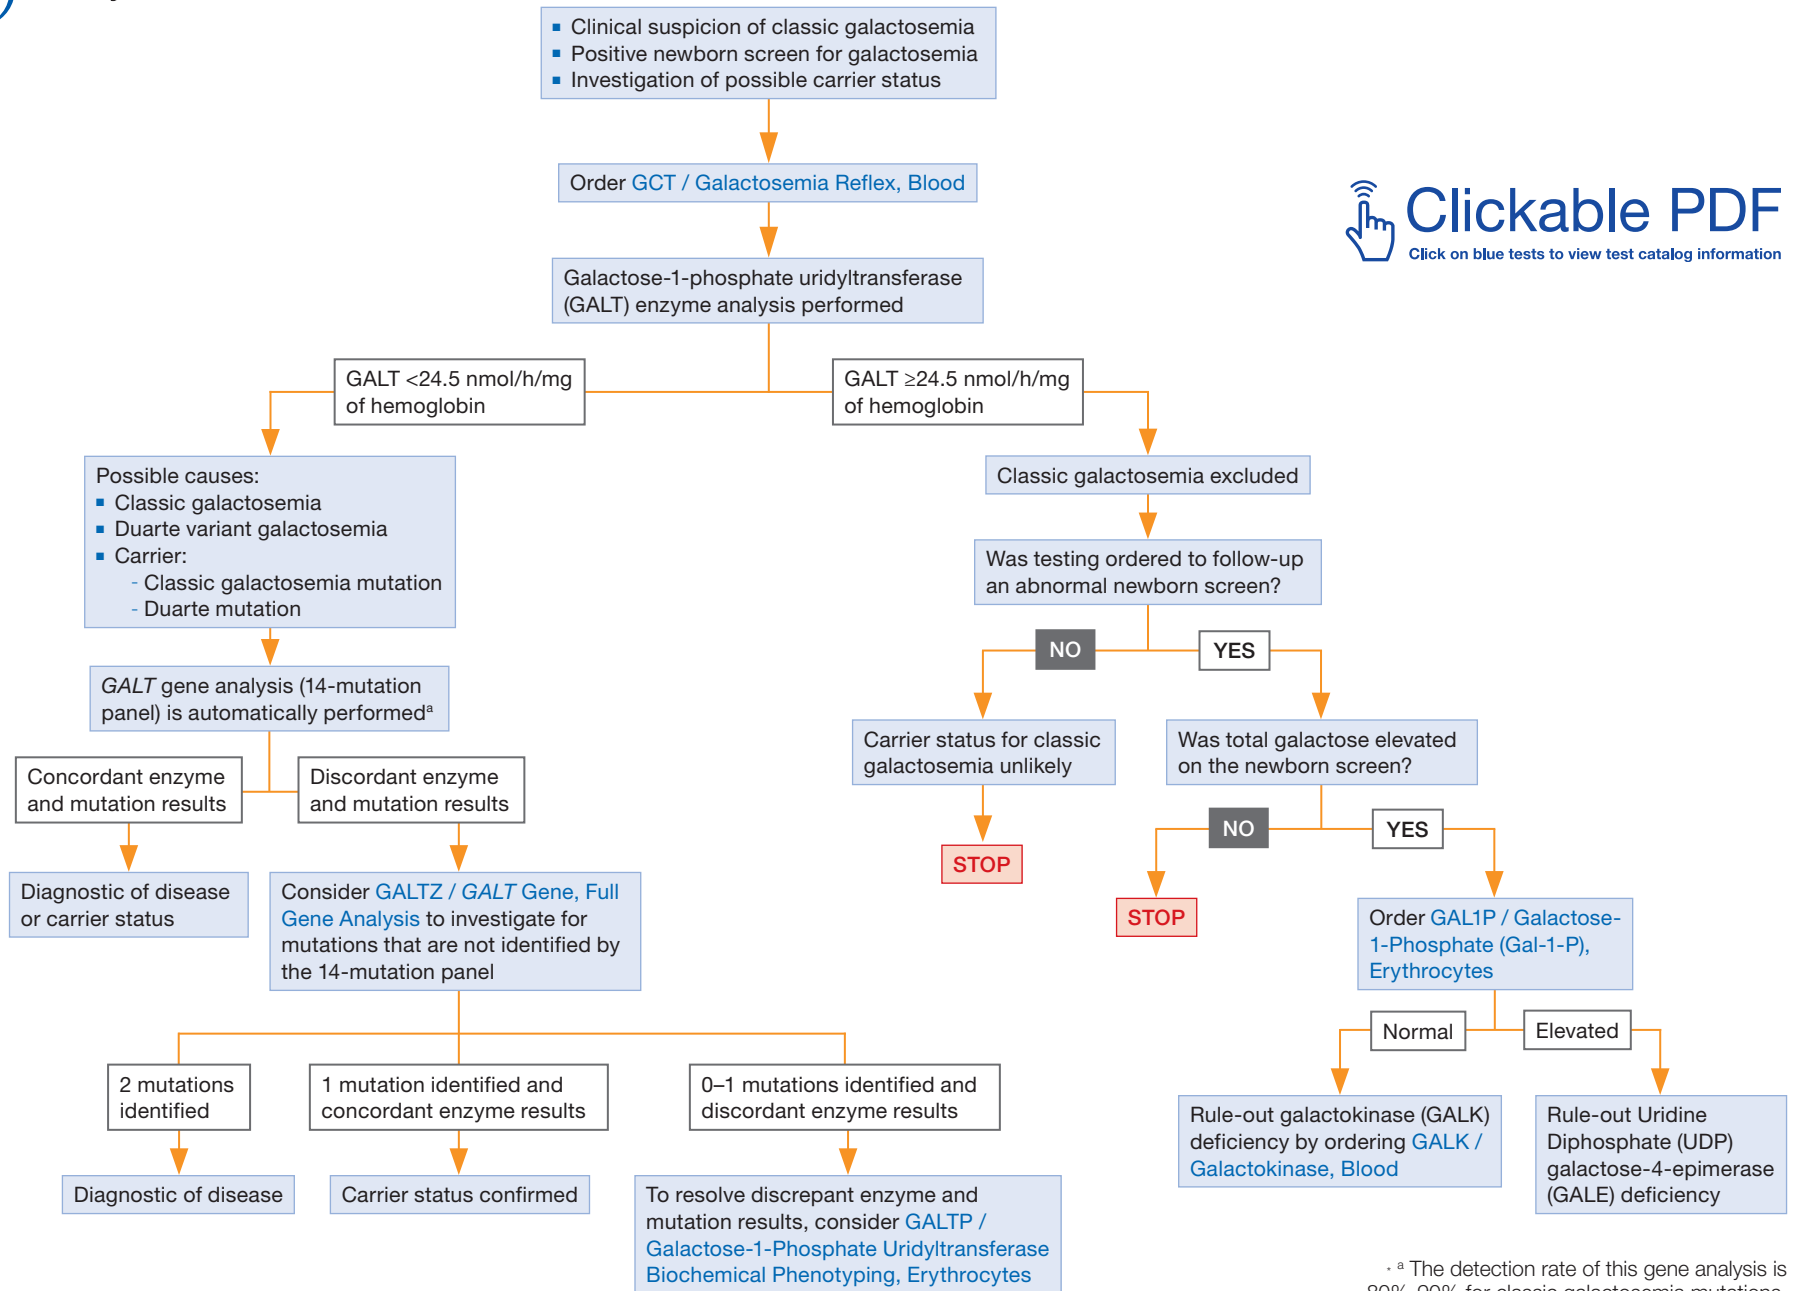 ▪ Clinical suspicion of classic galactosemia
▪ Positive newborn screen for galactosemia
▪ Investigation of possible carrier status
Order GCT / Galactosemia Reflex, Blood
Clickable PDF
Click on blue tests to view test catalog information
Galactose-1-phosphate uridyltransferase
(GALT) enzyme analysis performed
GALT <24.5 nmol/h/mg
of hemoglobin
GALT ≥24.5 nmol/h/mg
of hemoglobin
Possible causes:
▪ Classic galactosemia
▪ Duarte variant galactosemia
▪ Carrier:
- Classic galactosemia mutation
- Duarte mutation
Classic galactosemia excluded
Was testing ordered to follow-up
an abnormal newborn screen?
NO
YES
GALT gene analysis (14-mutation
panel) is automatically performedᵃ
Carrier status for classic
galactosemia unlikely
STOP
Was total galactose elevated
on the newborn screen?
NO
YES
STOP
Concordant enzyme
and mutation results
Discordant enzyme
and mutation results
Diagnostic of disease
or carrier status
Consider GALTZ / GALT Gene, Full
Gene Analysis to investigate for
mutations that are not identified by
the 14-mutation panel
Order GAL1P / Galactose-
1-Phosphate (Gal-1-P),
Erythrocytes
Normal
Elevated
2 mutations
identified
1 mutation identified and
concordant enzyme results
0–1 mutations identified and
discordant enzyme results
Rule-out galactokinase (GALK)
deficiency by ordering GALK /
Galactokinase, Blood
Rule-out Uridine
Diphosphate (UDP)
galactose-4-epimerase
(GALE) deficiency
Diagnostic of disease
Carrier status confirmed
To resolve discrepant enzyme and
mutation results, consider GALTP /
Galactose-1-Phosphate Uridyltransferase
Biochemical Phenotyping, Erythrocytes
* ᵃ The detection rate of this gene analysis is
80%-90% for classic galactosemia mutations